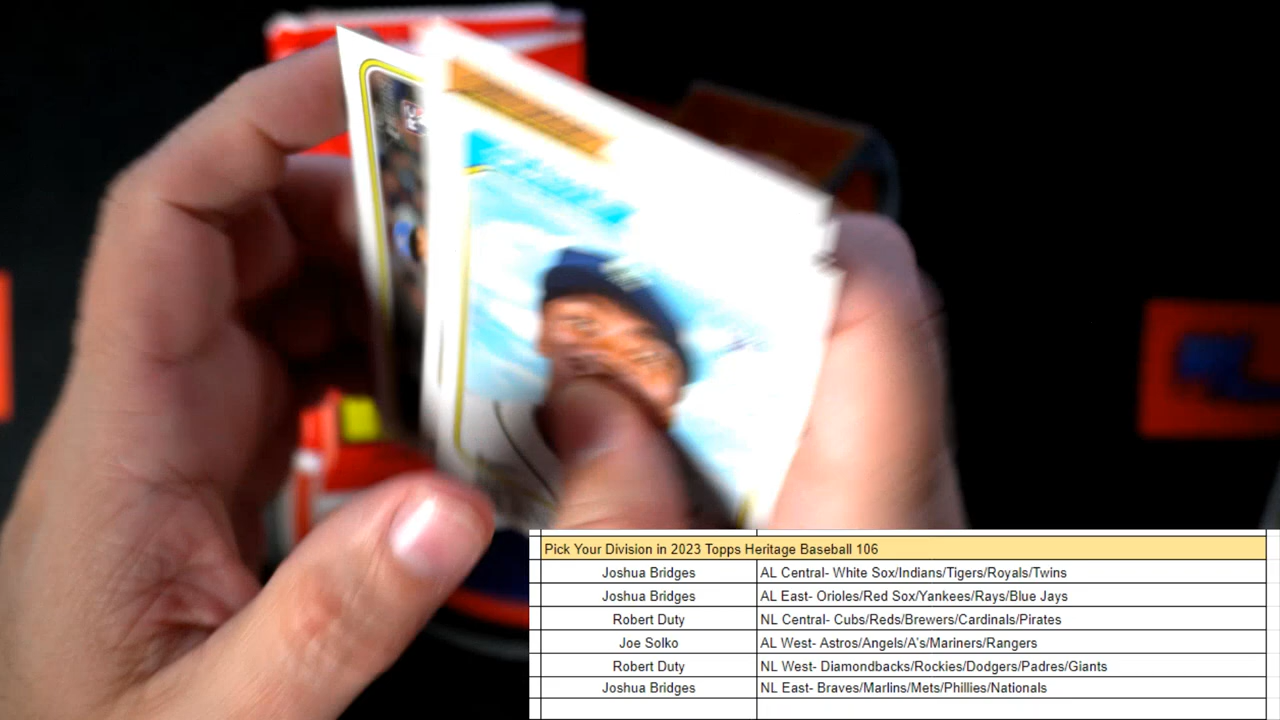 Pick Your Division in 2023 Topps Heritage Baseball 106
Joshua Bridges AL Central- White Sox/Indians/Tigers/Royals/Twins
Joshua Bridges AL East- Orioles/Red Sox/Yankees/Rays/Blue Jays
Robert Duty NL Central- Cubs/Reds/Brewers/Cardinals/Pirates
Joe Solko AL West- Astros/Angels/A's/Mariners/Rangers
Robert Duty NL West- Diamondbacks/Rockies/Dodgers/Padres/Giants
Joshua Bridges NL East- Braves/Marlins/Mets/Phillies/Nationals